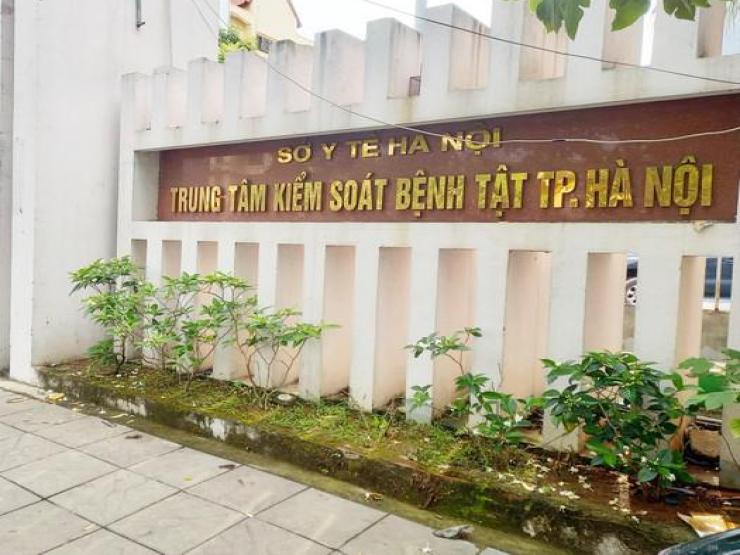 SỞ Y TẾ HÀ NỘI
TRUNG TÂM KIỂM SOÁT BỆNH TẬT TP. HÀ NỘI